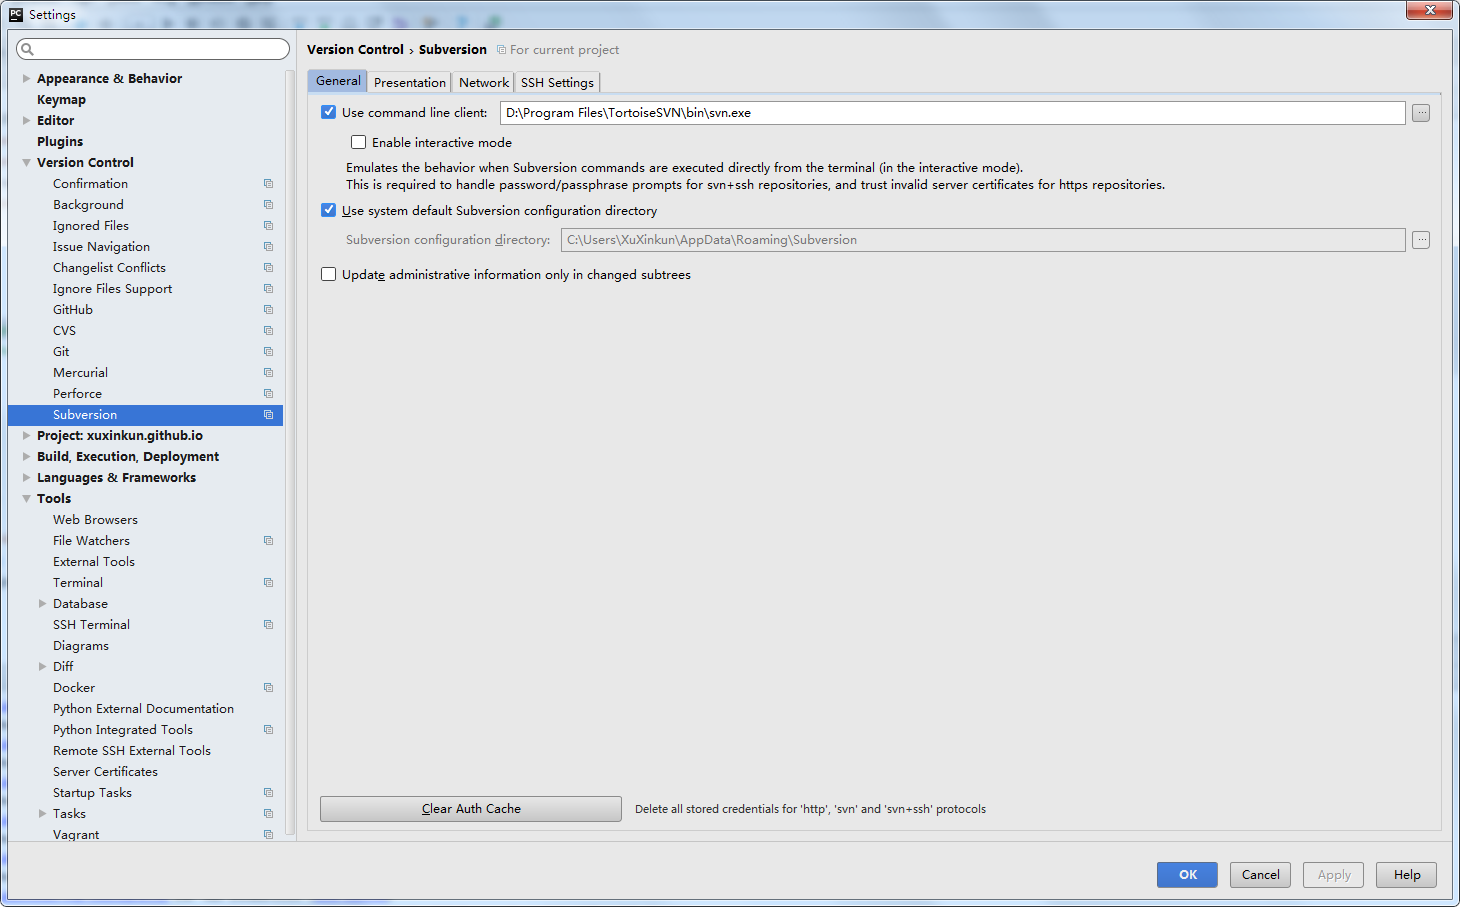 PC Settings
Version Control › Subversion For current project
Appearance & Behavior
Keymap
Editor
Plugins
Version Control
Confirmation
Background
Ignored Files
Issue Navigation
Changelist Conflicts
Ignore Files Support
GitHub
CVS
Git
Mercurial
Perforce
Subversion
Project: xuxinkun.github.io
Build, Execution, Deployment
Languages & Frameworks
Tools
Web Browsers
File Watchers
External Tools
Terminal
Database
SSH Terminal
Diagrams
Diff
Docker
Python External Documentation
Python Integrated Tools
Remote SSH External Tools
Server Certificates
Startup Tasks
Tasks
Vagrant
General Presentation Network SSH Settings
Use command line client: D:\Program Files\TortoiseSVN\bin\svn.exe ...
Enable interactive mode
Emulates the behavior when Subversion commands are executed directly from the terminal (in the interactive mode).
This is required to handle password/passphrase prompts for svn+ssh repositories, and trust invalid server certificates for https repositories.
Use system default Subversion configuration directory
Subversion configuration directory: C:\Users\XuXinkun\AppData\Roaming\Subversion ...
Update administrative information only in changed subtrees
Clear Auth Cache Delete all stored credentials for 'http', 'svn' and 'svn+ssh' protocols
OK Cancel Apply Help